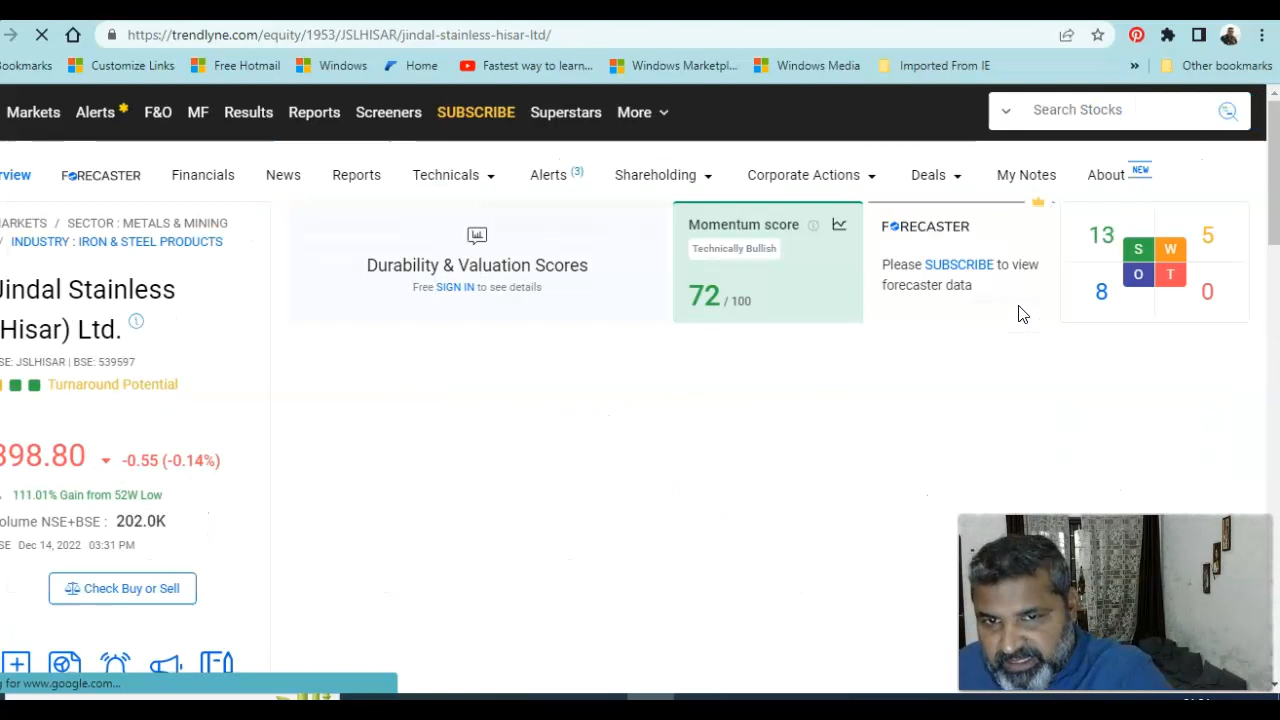 https://trendlyne.com/equity/1953/JSLHISAR/jindal-stainless-hisar-ltd/
ookmarks Customize Links Free Hotmail Windows Home Fastest way to learn... Windows Marketpl... Windows Media Imported From IE » Other bookmarks
Markets Alerts F&O MF Results Reports Screeners SUBSCRIBE Superstars More Search Stocks
rview FORECASTER Financials News Reports Technicals Alerts (3) Shareholding Corporate Actions Deals My Notes About NEW
ARKETS / SECTOR : METALS & MINING
/ INDUSTRY : IRON & STEEL PRODUCTS
Jindal Stainless
Hisar) Ltd.
SE: JSLHISAR | BSE: 539597
Turnaround Potential
398.80 -0.55 (-0.14%)
111.01% Gain from 52W Low
olume NSE+BSE : 202.0K
SE Dec 14, 2022 03:31 PM
Check Buy or Sell
Durability & Valuation Scores
Free SIGN IN to see details
Momentum score
Technically Bullish
72 / 100
FORECASTER
Please SUBSCRIBE to view
forecaster data
13 S W 5
8 O T 0
g for www.google.com...